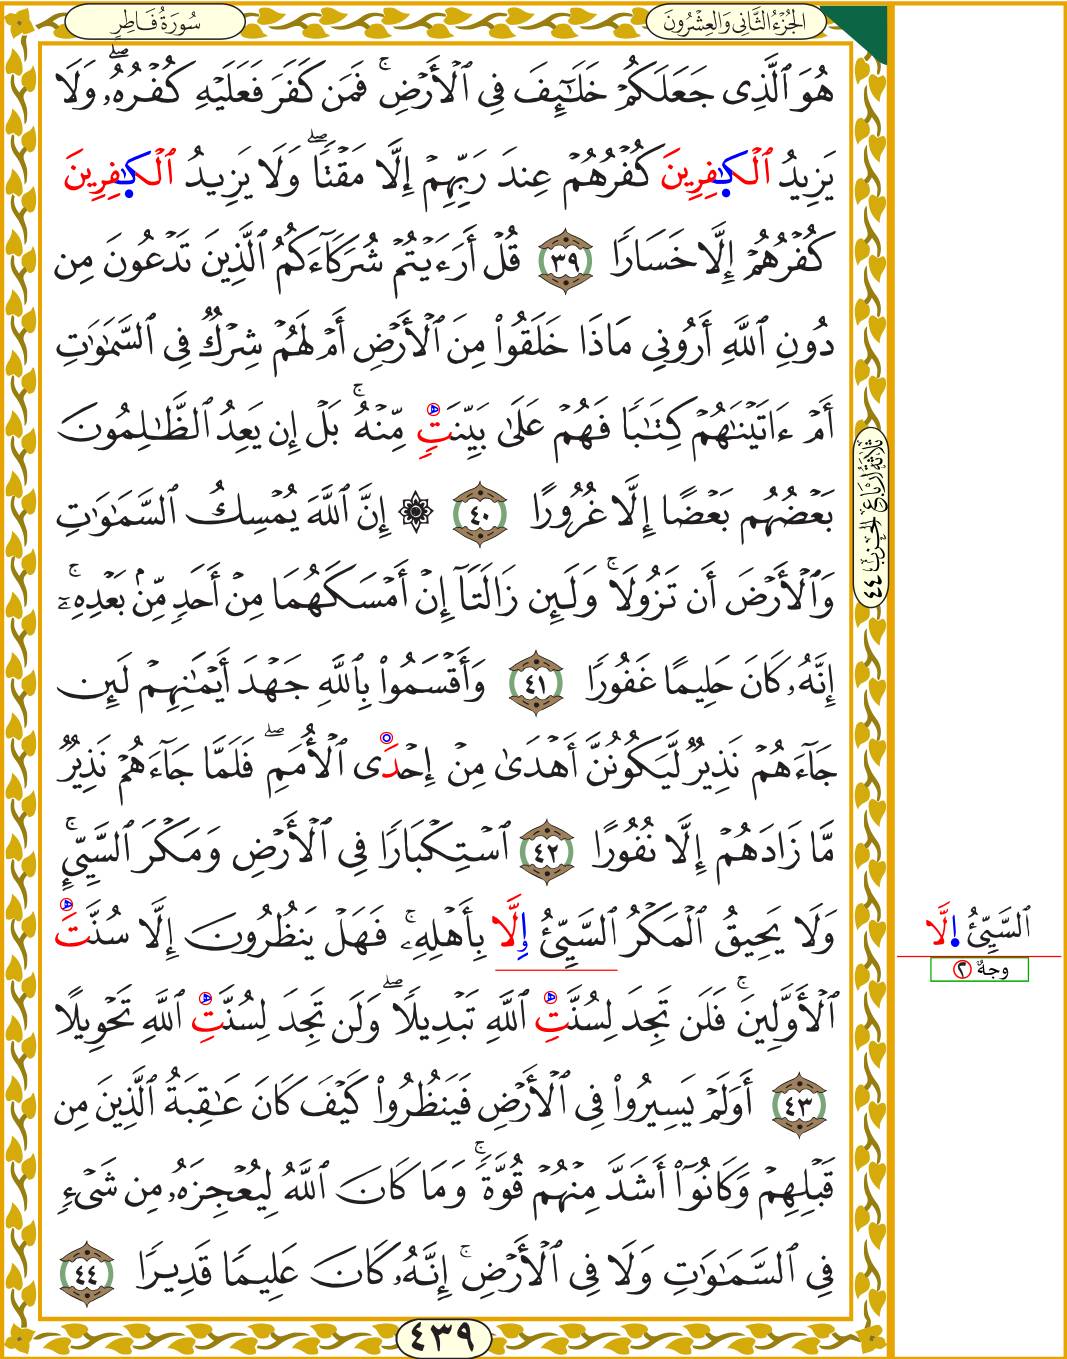 سُورَةُ فَاطِرٍ
الجُزْءُ الثَّانِي وَالعِشْرُونَ
هُوَ ٱلَّذِى جَعَلَكُمْ خَلَٰٓئِفَ فِى ٱلْأَرْضِ ۚ فَمَن كَفَرَ فَعَلَيْهِ كُفْرُهُۥ ۖ وَلَا
يَزِيدُ ٱلْكَٰفِرِينَ كُفْرُهُمْ عِندَ رَبِّهِمْ إِلَّا مَقْتًا ۖ وَلَا يَزِيدُ ٱلْكَٰفِرِينَ
كُفْرُهُمْ إِلَّا خَسَارًا ٣٩ قُلْ أَرَءَيْتُمْ شُرَكَآءَكُمُ ٱلَّذِينَ تَدْعُونَ مِن
دُونِ ٱللَّهِ أَرُونِى مَاذَا خَلَقُوا۟ مِنَ ٱلْأَرْضِ أَمْ لَهُمْ شِرْكٌ فِى ٱلسَّمَٰوَٰتِ
أَمْ ءَاتَيْنَٰهُمْ كِتَٰبًا فَهُمْ عَلَىٰ بَيِّنَتٍ مِّنْهُ ۚ بَلْ إِن يَعِدُ ٱلظَّٰلِمُونَ
بَعْضُهُم بَعْضًا إِلَّا غُرُورًا ٤٠ ۞ إِنَّ ٱللَّهَ يُمْسِكُ ٱلسَّمَٰوَٰتِ
وَٱلْأَرْضَ أَن تَزُولَا ۚ وَلَئِن زَالَتَآ إِنْ أَمْسَكَهُمَا مِنْ أَحَدٍ مِّنۢ بَعْدِهِۦٓ ۚ
إِنَّهُۥ كَانَ حَلِيمًا غَفُورًا ٤١ وَأَقْسَمُوا۟ بِٱللَّهِ جَهْدَ أَيْمَٰنِهِمْ لَئِن
جَآءَهُمْ نَذِيرٌ لَّيَكُونُنَّ أَهْدَىٰ مِنْ إِحْدَى ٱلْأُمَمِ ۖ فَلَمَّا جَآءَهُمْ نَذِيرٌ
مَّا زَادَهُمْ إِلَّا نُفُورًا ٤٢ ٱسْتِكْبَارًا فِى ٱلْأَرْضِ وَمَكْرَ ٱلسَّيِّئِ ۚ
وَلَا يَحِيقُ ٱلْمَكْرُ ٱلسَّيِّئُ إِلَّا بِأَهْلِهِۦ ۚ فَهَلْ يَنظُرُونَ إِلَّا سُنَّتَ
ٱلْأَوَّلِينَ ۚ فَلَن تَجِدَ لِسُنَّتِ ٱللَّهِ تَبْدِيلًا ۖ وَلَن تَجِدَ لِسُنَّتِ ٱللَّهِ تَحْوِيلًا
٤٣ أَوَلَمْ يَسِيرُوا۟ فِى ٱلْأَرْضِ فَيَنظُرُوا۟ كَيْفَ كَانَ عَٰقِبَةُ ٱلَّذِينَ مِن
قَبْلِهِمْ وَكَانُوٓا۟ أَشَدَّ مِنْهُمْ قُوَّةً ۚ وَمَا كَانَ ٱللَّهُ لِيُعْجِزَهُۥ مِن شَىْءٍ
فِى ٱلسَّمَٰوَٰتِ وَلَا فِى ٱلْأَرْضِ ۚ إِنَّهُۥ كَانَ عَلِيمًا قَدِيرًا ٤٤
٤٣٩
ثَلَاثَةُ أَرْبَاعِ الحِزْبِ ٤٤
ٱلسَّيِّئُ إِلَّا
وجهٌ ٢